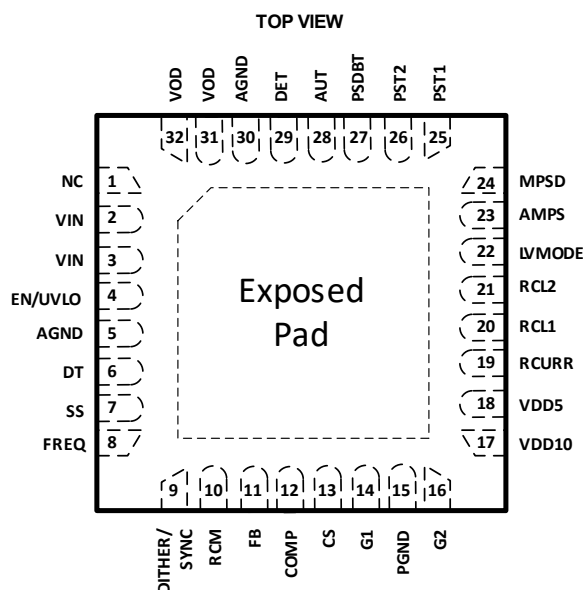 TOP VIEW
VOD
VOD
AGND
DET
AUT
PSDBT
PST2
PST1
32
31
30
29
28
27
26
25
NC 1
VIN 2
VIN 3
EN/UVLO 4
AGND 5
DT 6
SS 7
FREQ 8
24 MPSD
23 AMPS
22 LVMODE
21 RCL2
20 RCL1
19 RCURR
18 VDD5
17 VDD10
Exposed
Pad
9
10
11
12
13
14
15
16
DITHER/
SYNC
RCM
FB
COMP
CS
G1
PGND
G2